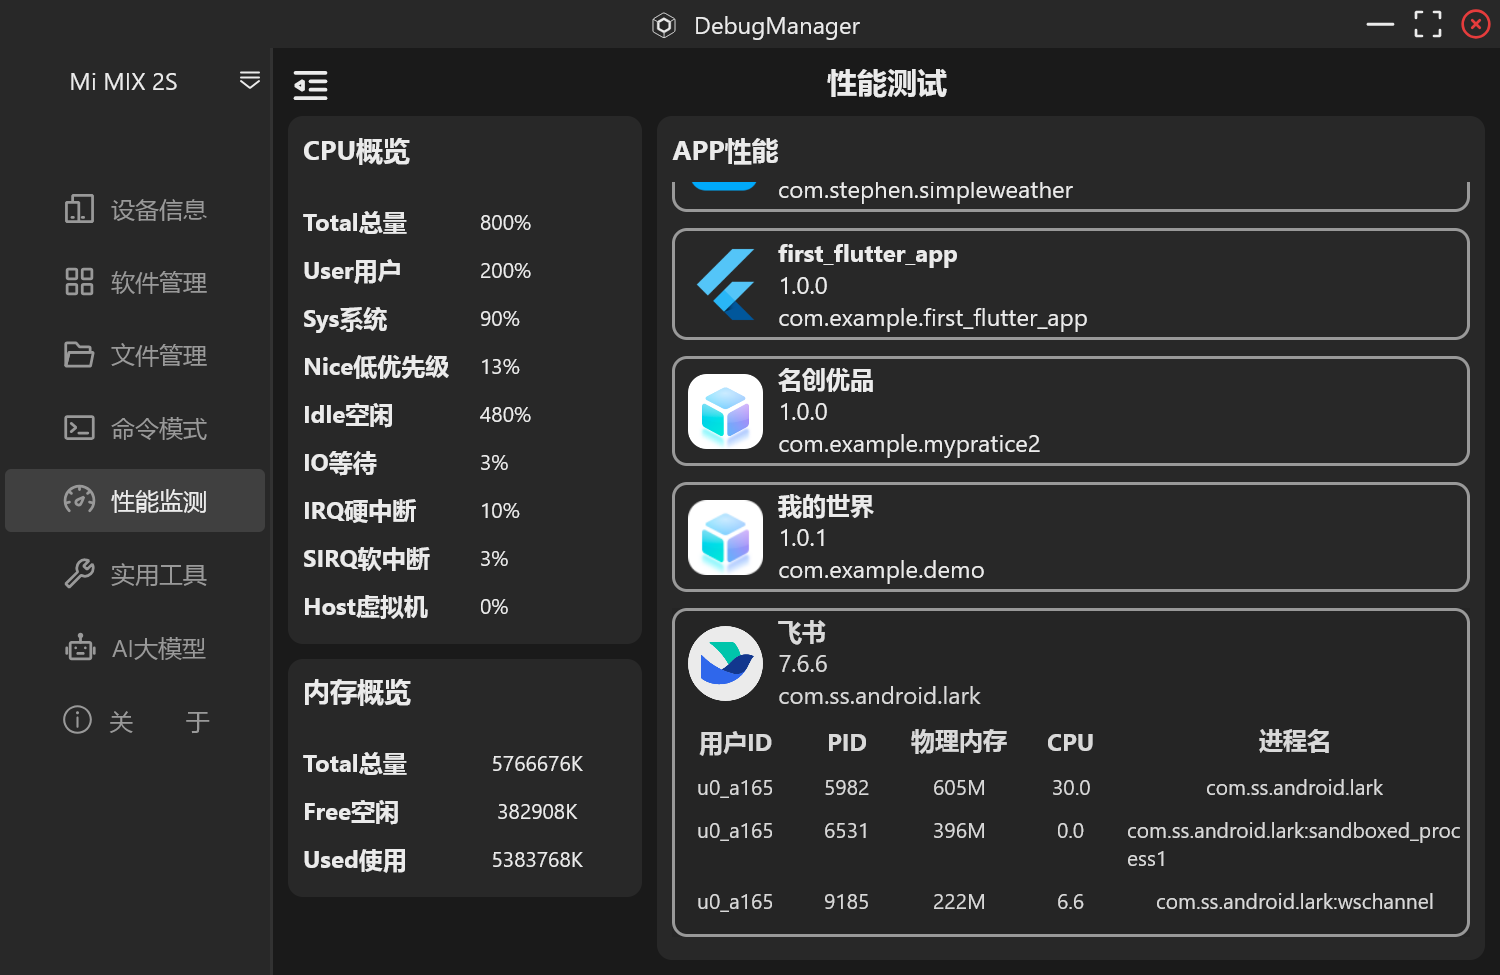 DebugManager
Mi MIX 2S
设备信息
软件管理
文件管理
命令模式
性能监测
实用工具
AI大模型
关 于
性能测试
CPU概览
Total总量 800%
User用户 200%
Sys系统 90%
Nice低优先级 13%
Idle空闲 480%
IO等待 3%
IRQ硬中断 10%
SIRQ软中断 3%
Host虚拟机 0%
内存概览
Total总量 5766676K
Free空闲 382908K
Used使用 5383768K
APP性能
com.stephen.simpleweather
first_flutter_app
1.0.0
com.example.first_flutter_app
名创优品
1.0.0
com.example.mypratice2
我的世界
1.0.1
com.example.demo
飞书
7.6.6
com.ss.android.lark
用户ID PID 物理内存 CPU 进程名
u0_a165 5982 605M 30.0 com.ss.android.lark
u0_a165 6531 396M 0.0 com.ss.android.lark:sandboxed_proc
ess1
u0_a165 9185 222M 6.6 com.ss.android.lark:wschannel